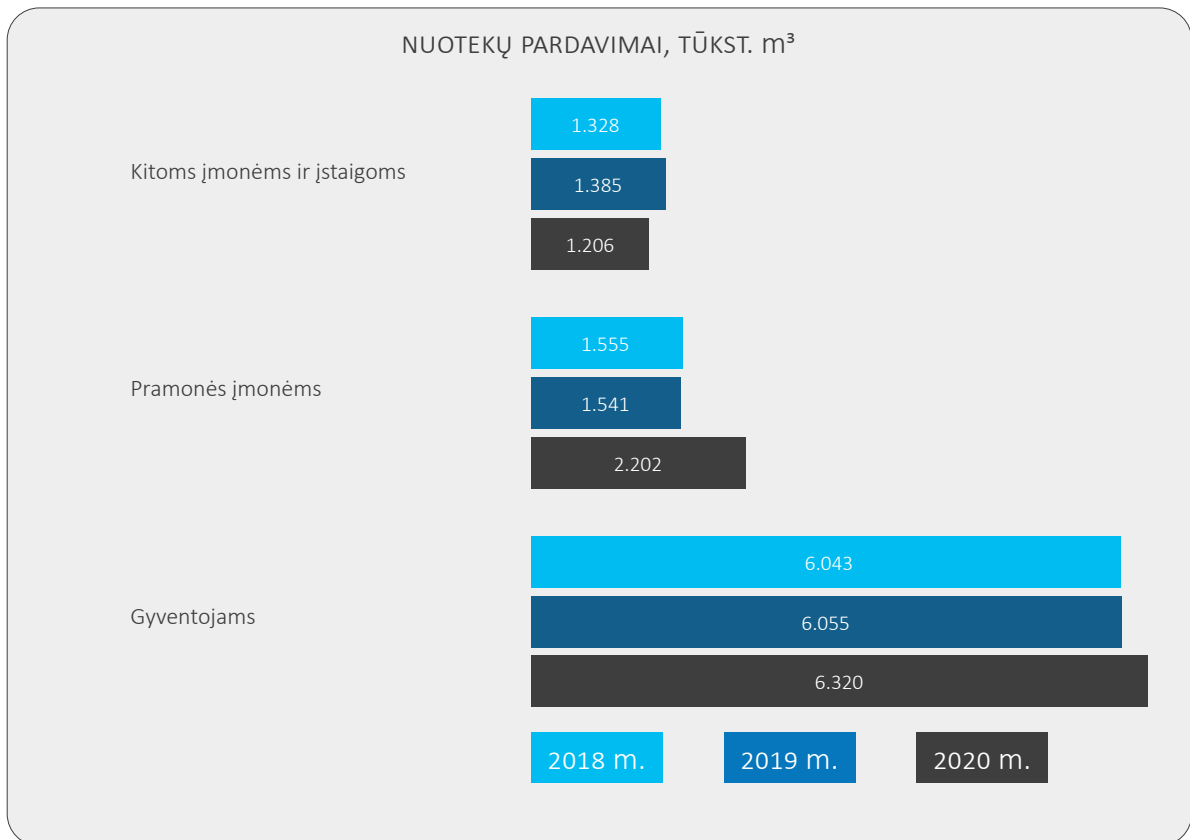 NUOTEKŲ PARDAVIMAI, TŪKST. m³
1.328
Kitoms įmonėms ir įstaigoms
1.385
1.206
1.555
Pramonės įmonėms
1.541
2.202
6.043
Gyventojams
6.055
6.320
2018 m.
2019 m.
2020 m.